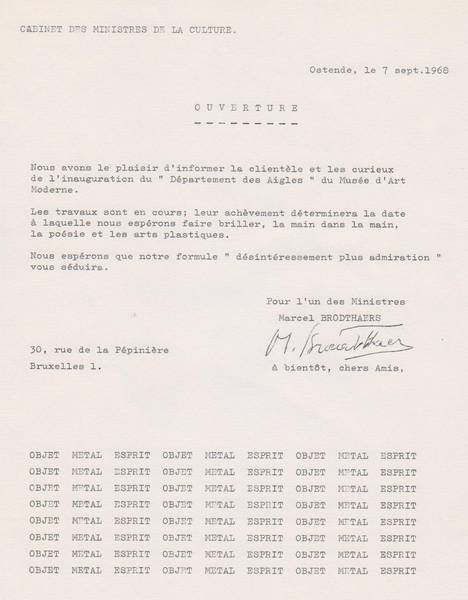 CABINET DES MINISTRES DE LA CULTURE.
Ostende, le 7 sept.1968
OUVERTURE
Nous avons le plaisir d'informer la clientèle et les curieux
de l'inauguration du " Département des Aigles " du Musée d'Art
Moderne.
Les travaux sont en cours; leur achèvement déterminera la date
à laquelle nous espérons faire briller, la main dans la main,
la poésie et les arts plastiques.
Nous espérons que notre formule " désintéressement plus admiration "
vous séduira.
Pour l'un des Ministres
Marcel BRODTHAERS
M. Broodthaers
30, rue de la Pépinière
Bruxelles 1.
à bientôt, chers Amis,
OBJET METAL ESPRIT OBJET METAL ESPRIT OBJET METAL ESPRIT
OBJET METAL ESPRIT OBJET METAL ESPRIT OBJET METAL ESPRIT
OBJET METAL ESPRIT OBJET METAL ESPRIT OBJET METAL ESPRIT
OBJET METAL ESPRIT OBJET METAL ESPRIT OBJET METAL ESPRIT
OBJET METAL ESPRIT OBJET METAL ESPRIT OBJET METAL ESPRIT
OBJET METAL ESPRIT OBJET METAL ESPRIT OBJET METAL ESPRIT
OBJET METAL ESPRIT OBJET METAL ESPRIT OBJET METAL ESPRIT
OBJET METAL ESPRIT OBJET METAL ESPRIT OBJET METAL ESPRIT